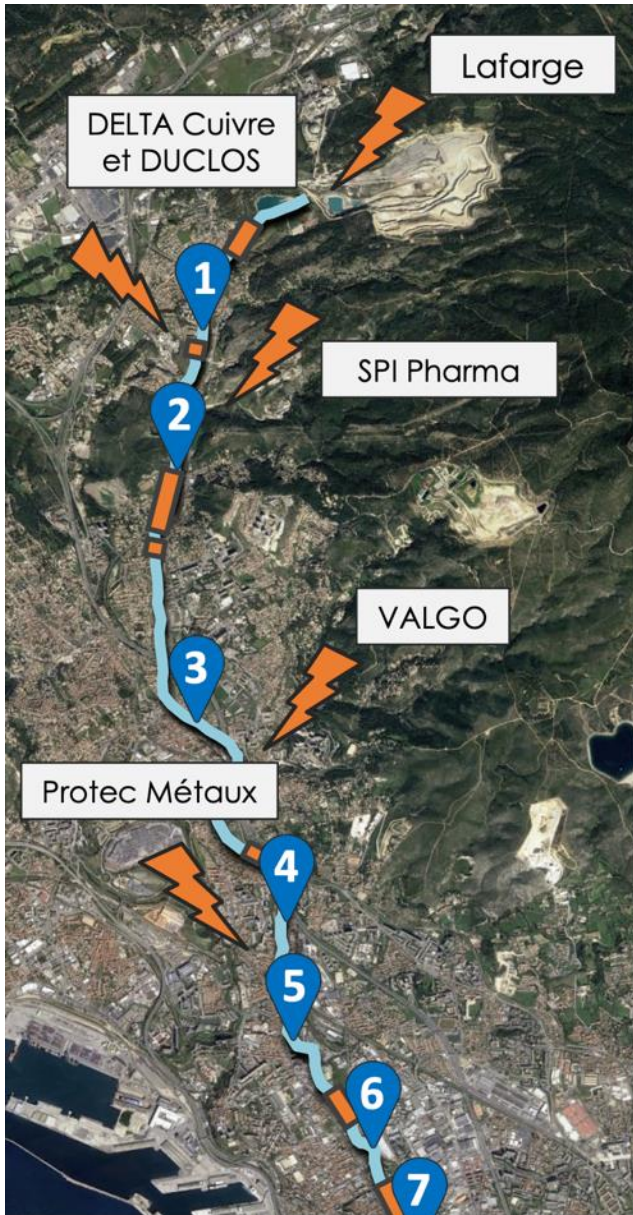 Lafarge
DELTA Cuivre
et DUCLOS
1
SPI Pharma
2
VALGO
3
Protec Métaux
4
5
6
7